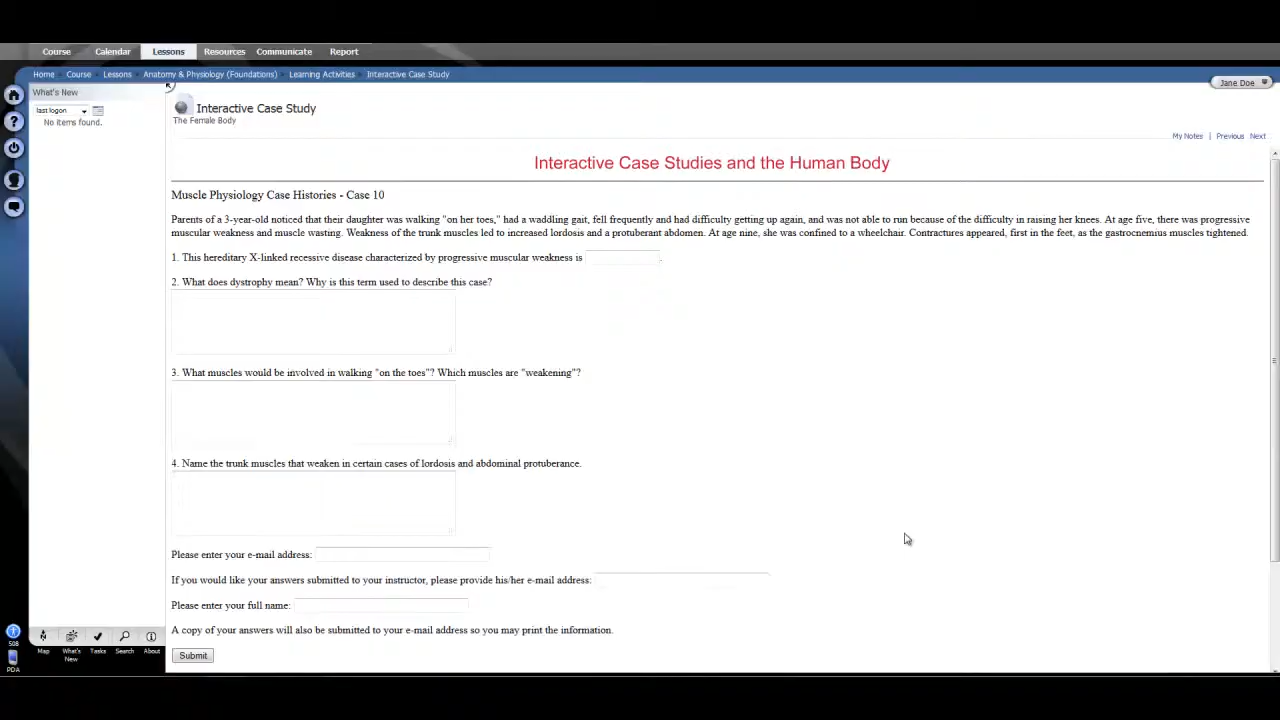 Course Calendar Lessons Resources Communicate Report
Home Course Lessons Anatomy & Physiology (Foundations) Learning Activities Interactive Case Study
Jane Doe
What's New
last logon
No items found.
Interactive Case Study
The Female Body
My Notes | Previous Next
Interactive Case Studies and the Human Body
Muscle Physiology Case Histories - Case 10
Parents of a 3-year-old noticed that their daughter was walking "on her toes," had a waddling gait, fell frequently and had difficulty getting up again, and was not able to run because of the difficulty in raising her knees. At age five, there was progressive
muscular weakness and muscle wasting. Weakness of the trunk muscles led to increased lordosis and a protuberant abdomen. At age nine, she was confined to a wheelchair. Contractures appeared, first in the feet, as the gastrocnemius muscles tightened.
1. This hereditary X-linked recessive disease characterized by progressive muscular weakness is .
2. What does dystrophy mean? Why is this term used to describe this case?
3. What muscles would be involved in walking "on the toes"? Which muscles are "weakening"?
4. Name the trunk muscles that weaken in certain cases of lordosis and abdominal protuberance.
Please enter your e-mail address:
If you would like your answers submitted to your instructor, please provide his/her e-mail address:
Please enter your full name:
A copy of your answers will also be submitted to your e-mail address so you may print the information.
Submit
508
PDA
Map What's New Tasks Search About